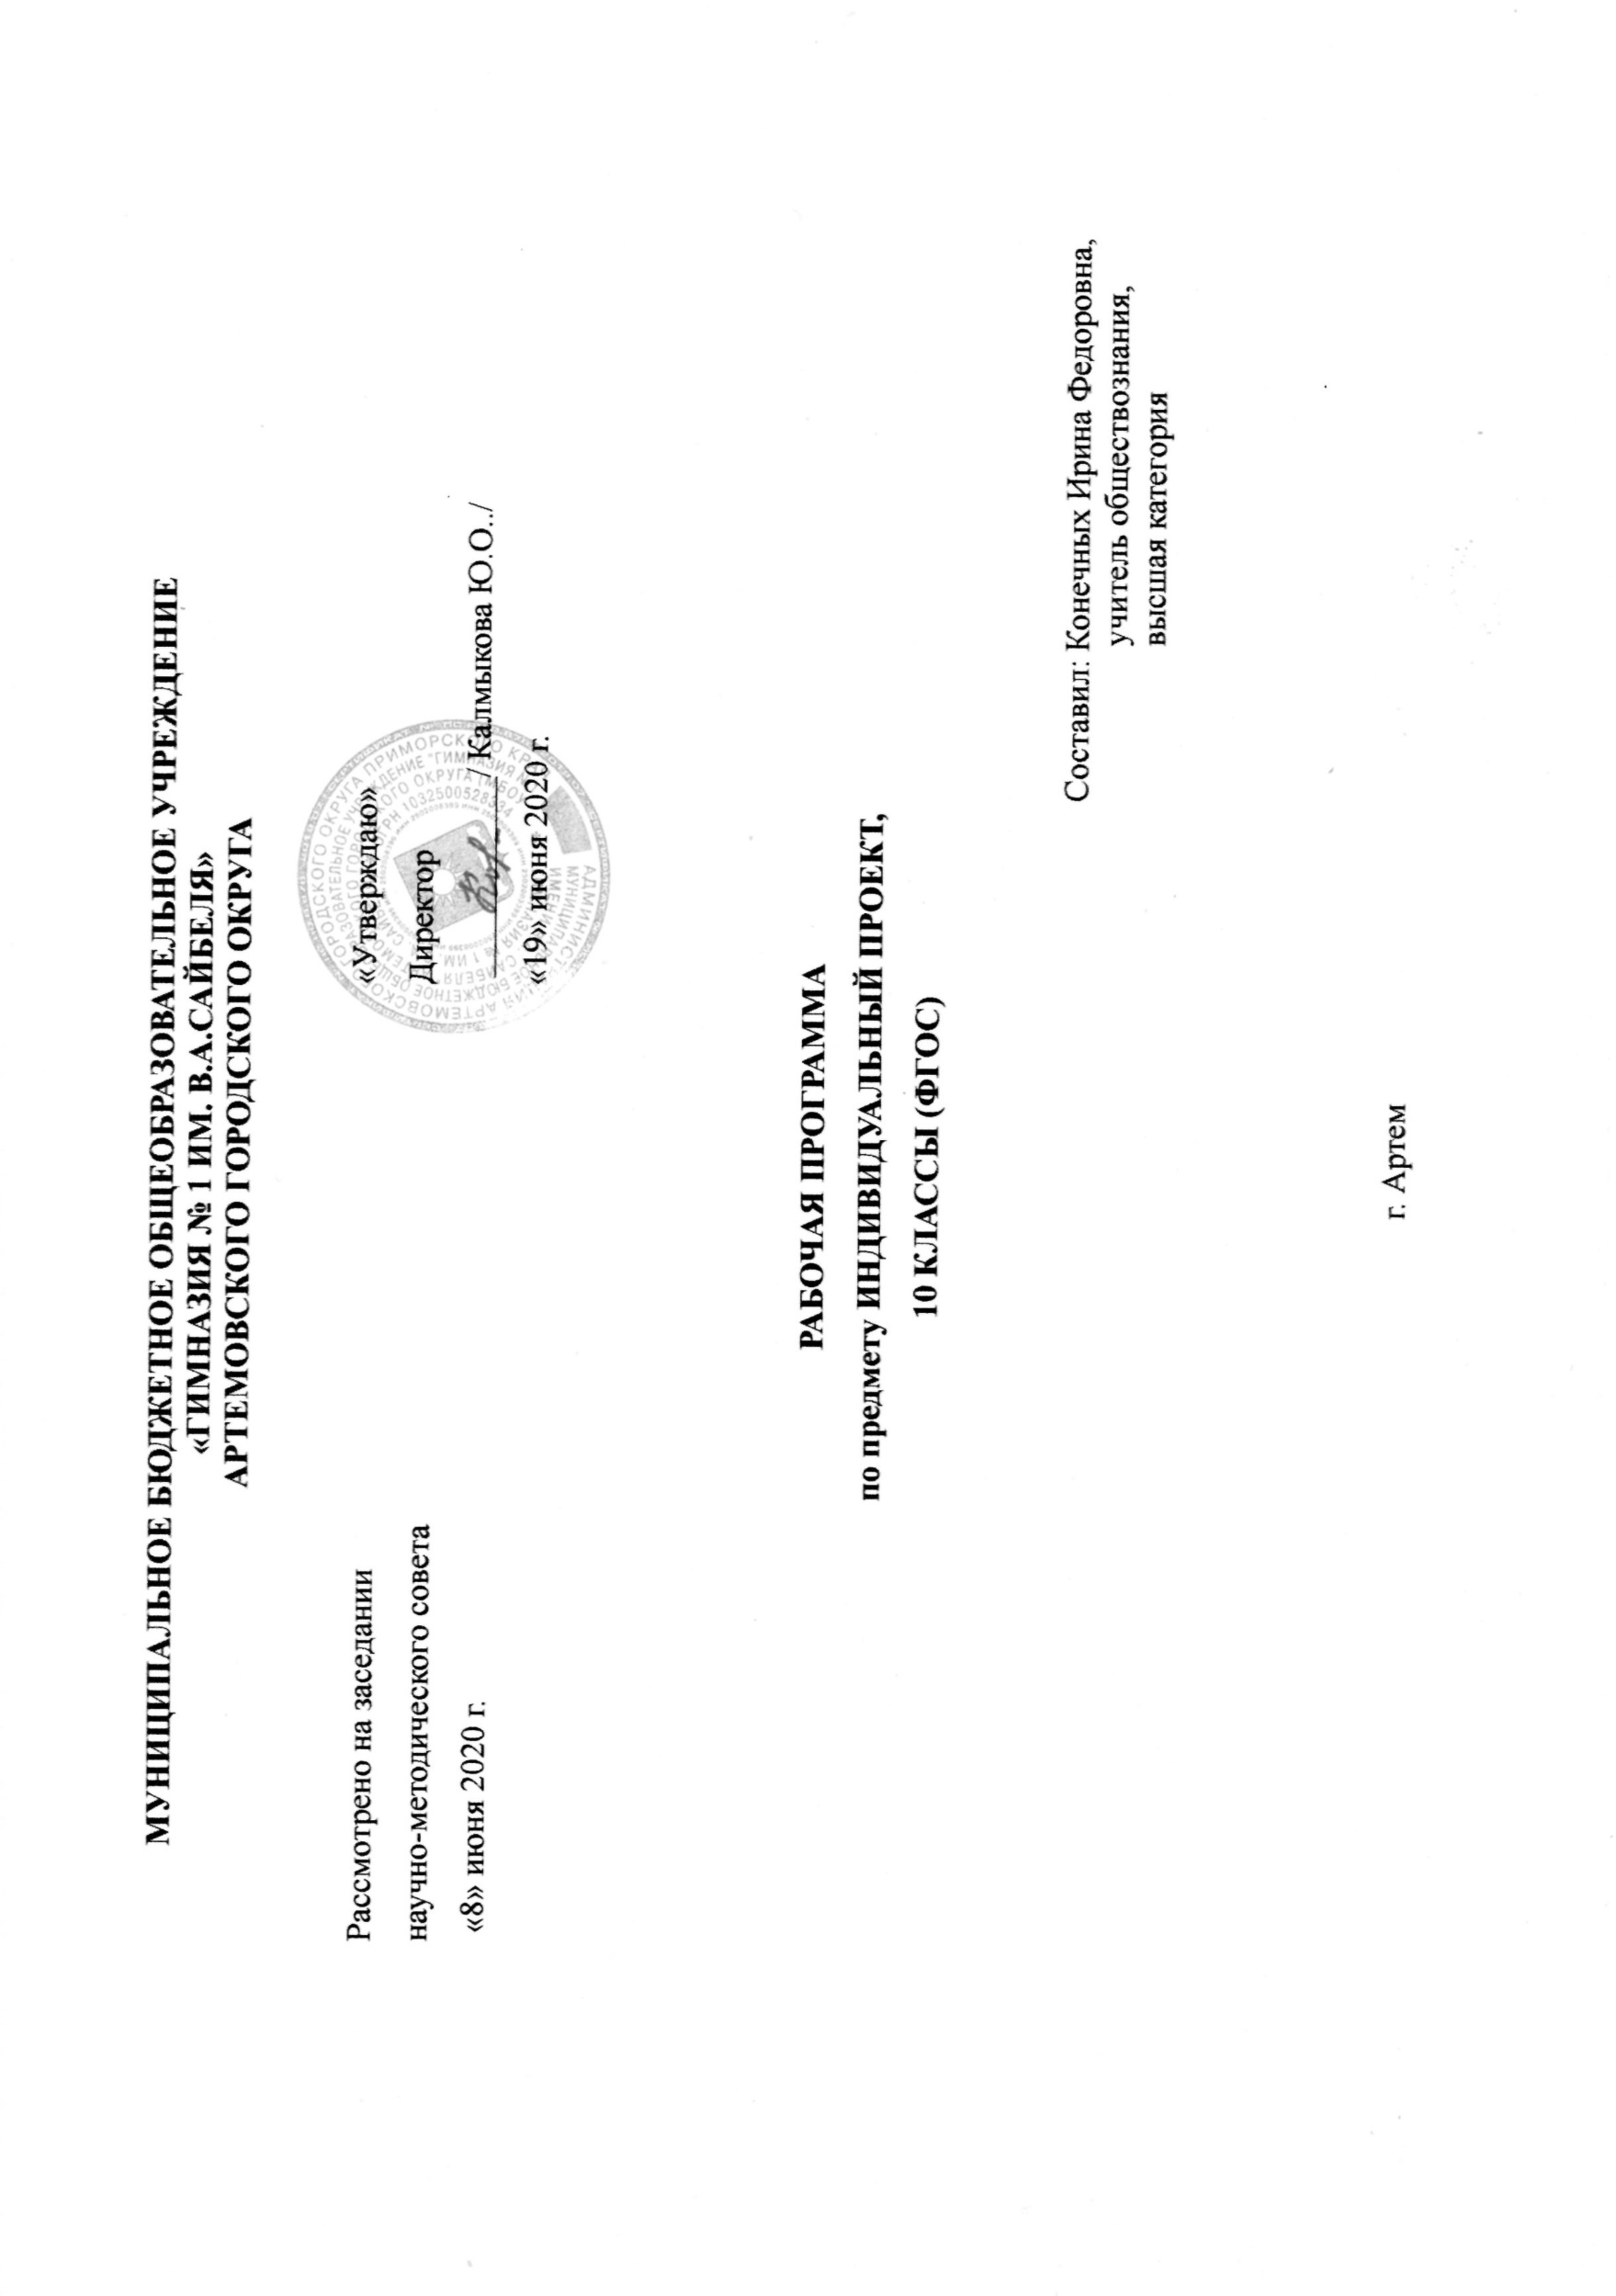 МУНИЦИПАЛЬНОЕ БЮДЖЕТНОЕ ОБЩЕОБРАЗОВАТЕЛЬНОЕ УЧРЕЖДЕНИЕ
«ГИМНАЗИЯ № 1 ИМ. В.А.САЙБЕЛЯ»
АРТЕМОВСКОГО ГОРОДСКОГО ОКРУГА
Рассмотрено на заседании
научно-методического совета
«8» июня 2020 г.
«Утверждаю»
Директор
/ Калмыкова Ю.О../
«19» июня 2020 г.
РАБОЧАЯ ПРОГРАММА
по предмету ИНДИВИДУАЛЬНЫЙ ПРОЕКТ,
10 КЛАССЫ (ФГОС)
Составил: Конечных Ирина Федоровна,
учитель обществознания,
высшая категория
г. Артем